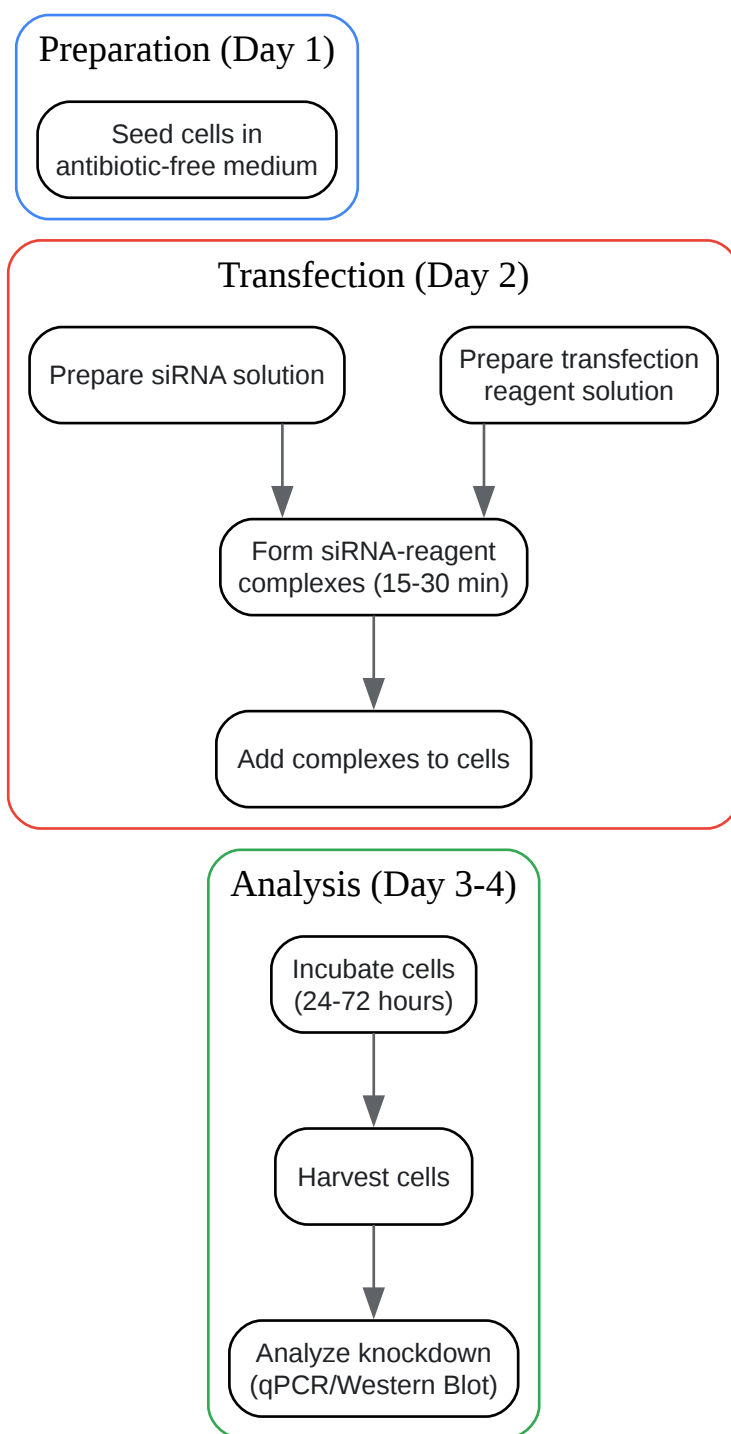 Preparation (Day 1)
Seed cells in
antibiotic-free medium
Transfection (Day 2)
Prepare siRNA solution
Prepare transfection
reagent solution
Form siRNA-reagent
complexes (15-30 min)
Add complexes to cells
Analysis (Day 3-4)
Incubate cells
(24-72 hours)
Harvest cells
Analyze knockdown
(qPCR/Western Blot)